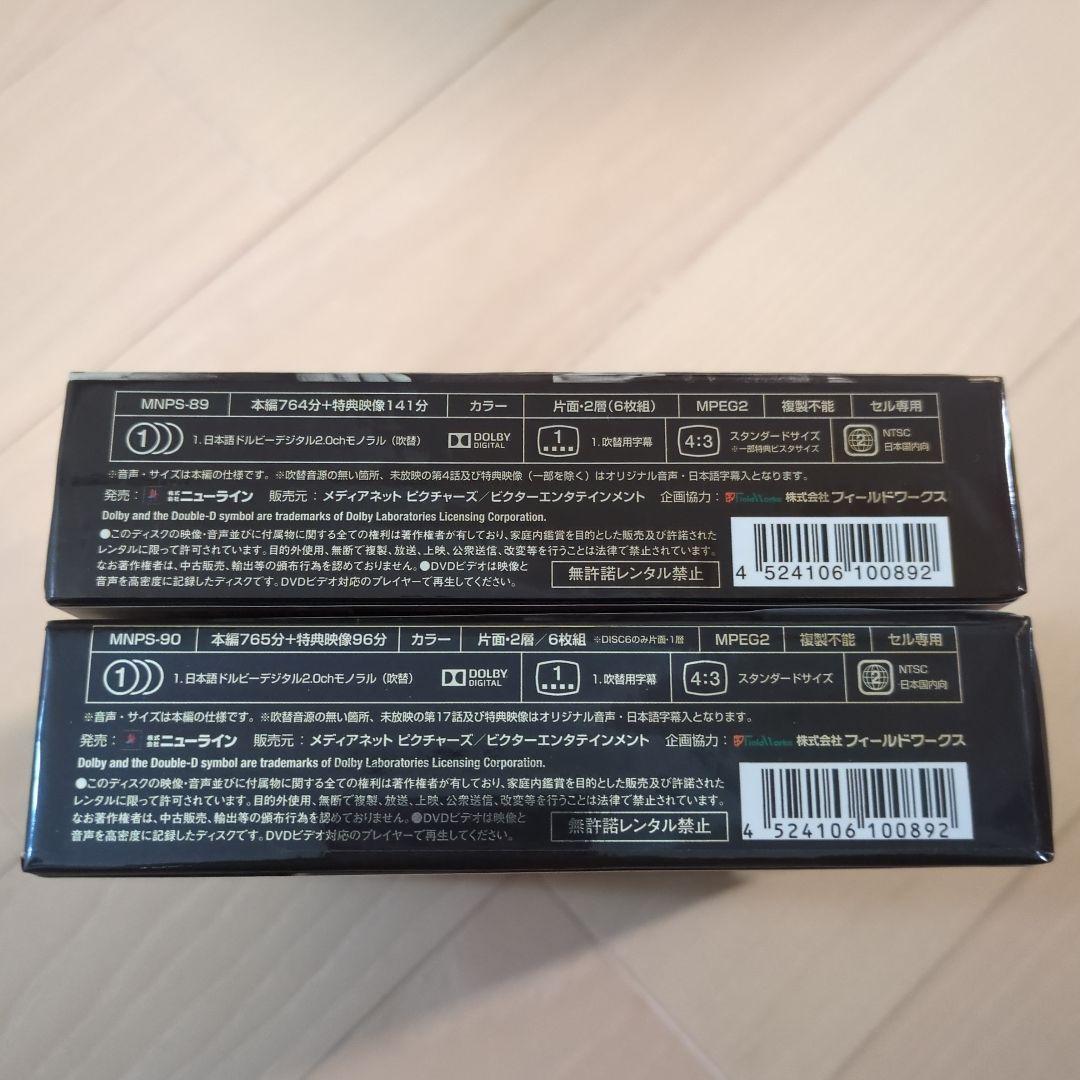 MNPS-89 本編764分+特典映像141分 カラー 片面・2層(6枚組) MPEG2 複製不能 セル専用
1 1. 日本語ドルビーデジタル2.0chモノラル(吹替) DOLBY DIGITAL 1 1. 吹替用字幕 4:3 スタンダードサイズ ※一部特典ビスタサイズ 2 NTSC 日本国内向
※音声・サイズは本編の仕様です。※吹替音源の無い箇所、未放映の第4話及び特典映像(一部を除く)はオリジナル音声・日本語字幕入となります。
発売:株式会社ニューライン 販売元:メディアネット ピクチャーズ/ビクターエンタテインメント 企画協力:FieldWorks 株式会社 フィールドワークス
Dolby and the Double-D symbol are trademarks of Dolby Laboratories Licensing Corporation.
●このディスクの映像・音声並びに付属物に関する全ての権利は著作権者が有しており、家庭内鑑賞を目的とした販売及び許諾された
レンタルに限って許可されています。目的外使用、無断で複製、放送、上映、公衆送信、改変等を行うことは法律で禁止されています。
なお著作権者は、中古販売、輸出等の頒布行為を認めておりません。●DVDビデオは映像と
音声を高密度に記録したディスクです。DVDビデオ対応のプレイヤーで再生してください。
無許諾レンタル禁止
4 524106 100892
MNPS-90 本編765分+特典映像96分 カラー 片面・2層/6枚組 ※DISC6のみ片面・1層 MPEG2 複製不能 セル専用
1 1. 日本語ドルビーデジタル2.0chモノラル(吹替) DOLBY DIGITAL 1 1. 吹替用字幕 4:3 スタンダードサイズ 2 NTSC 日本国内向
※音声・サイズは本編の仕様です。※吹替音源の無い箇所、未放映の第17話及び特典映像はオリジナル音声・日本語字幕入となります。
発売:株式会社ニューライン 販売元:メディアネット ピクチャーズ/ビクターエンタテインメント 企画協力:FieldWorks 株式会社 フィールドワークス
Dolby and the Double-D symbol are trademarks of Dolby Laboratories Licensing Corporation.
●このディスクの映像・音声並びに付属物に関する全ての権利は著作権者が有しており、家庭内鑑賞を目的とした販売及び許諾された
レンタルに限って許可されています。目的外使用、無断で複製、放送、上映、公衆送信、改変等を行うことは法律で禁止されています。
なお著作権者は、中古販売、輸出等の頒布行為を認めておりません。●DVDビデオは映像と
音声を高密度に記録したディスクです。DVDビデオ対応のプレイヤーで再生してください。
無許諾レンタル禁止
4 524106 100892